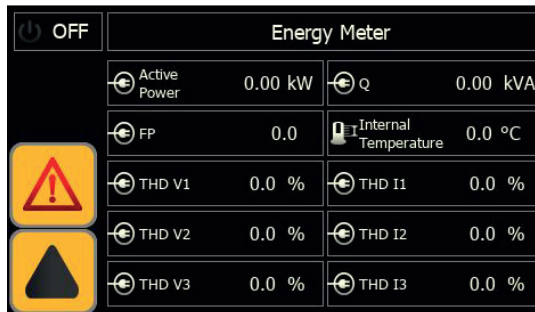 OFF
Energy Meter
Active Power 0.00 kW
Q 0.00 kVA
FP 0.0
Internal Temperature 0.0 °C
THD V1 0.0 %
THD I1 0.0 %
THD V2 0.0 %
THD I2 0.0 %
THD V3 0.0 %
THD I3 0.0 %